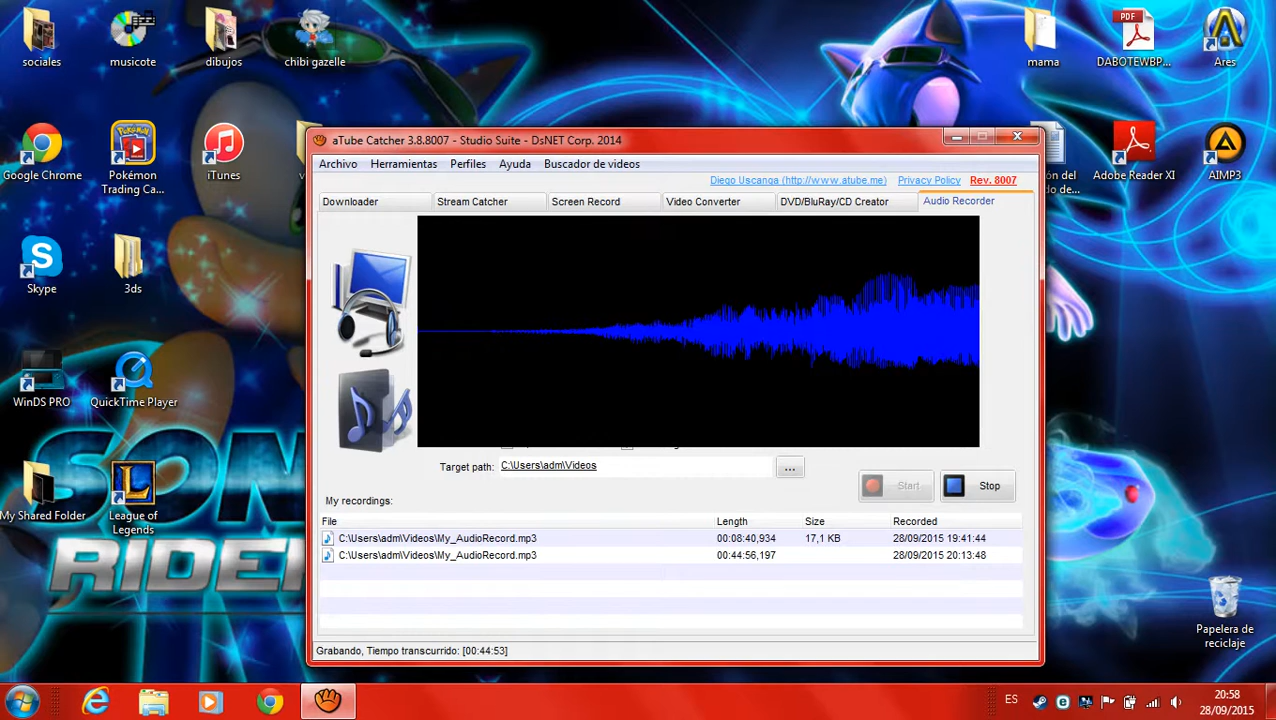 sociales
musicote
dibujos
chibi gazelle
mama
PDF
DABOTEWBP...
Ares
Google Chrome
Pokémon
Trading Ca...
iTunes
Adobe Reader XI
AIMP3
Skype
3ds
WinDS PRO
QuickTime Player
My Shared Folder
League of
Legends
Papelera de
reciclaje
aTube Catcher 3.8.8007 - Studio Suite - DsNET Corp. 2014
Archivo Herramientas Perfiles Ayuda Buscador de videos
Diego Uscanga (http://www.atube.me) Privacy Policy Rev. 8007
Downloader Stream Catcher Screen Record Video Converter DVD/BluRay/CD Creator Audio Recorder
Target path: C:\Users\adm\Videos ...
Start Stop
My recordings:
File Length Size Recorded
C:\Users\adm\Videos\My_AudioRecord.mp3 00:08:40,934 17,1 KB 28/09/2015 19:41:44
C:\Users\adm\Videos\My_AudioRecord.mp3 00:44:56,197 28/09/2015 20:13:48
Grabando, Tiempo transcurrido: [00:44:53]
SON
RIDE
ES
20:58
28/09/2015